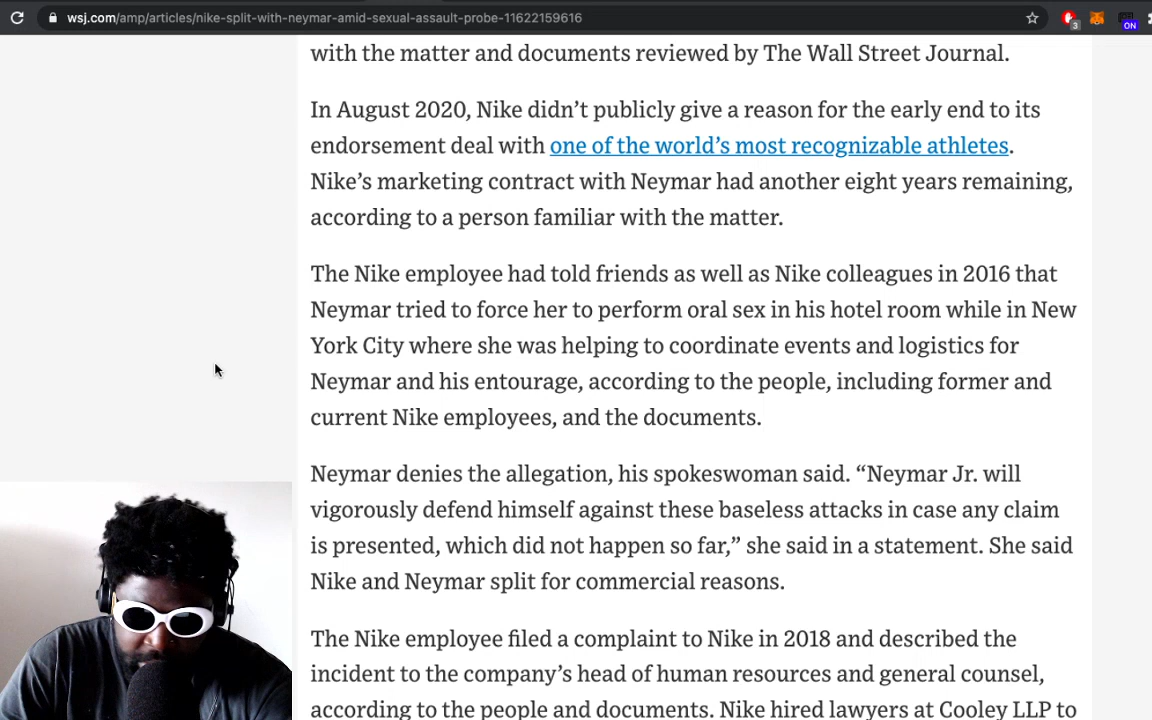 wsj.com/amp/articles/nike-split-with-neymar-amid-sexual-assault-probe-11622159616
3
ON
with the matter and documents reviewed by The Wall Street Journal.
In August 2020, Nike didn’t publicly give a reason for the early end to its
endorsement deal with one of the world’s most recognizable athletes.
Nike’s marketing contract with Neymar had another eight years remaining,
according to a person familiar with the matter.
The Nike employee had told friends as well as Nike colleagues in 2016 that
Neymar tried to force her to perform oral sex in his hotel room while in New
York City where she was helping to coordinate events and logistics for
Neymar and his entourage, according to the people, including former and
current Nike employees, and the documents.
Neymar denies the allegation, his spokeswoman said. “Neymar Jr. will
vigorously defend himself against these baseless attacks in case any claim
is presented, which did not happen so far,” she said in a statement. She said
Nike and Neymar split for commercial reasons.
The Nike employee filed a complaint to Nike in 2018 and described the
incident to the company’s head of human resources and general counsel,
according to the people and documents. Nike hired lawyers at Cooley LLP to